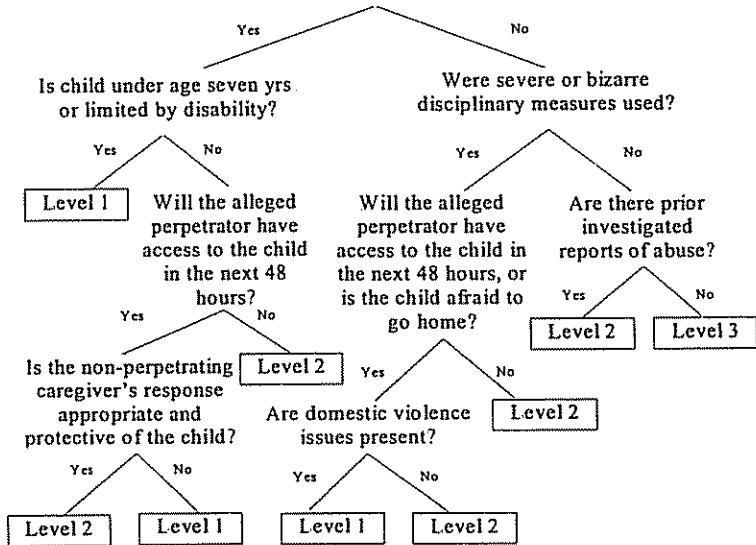 Yes
No
Is child under age seven yrs
or limited by disability?
Were severe or bizarre
disciplinary measures used?
Yes
No
Yes
No
Level 1
Will the alleged
perpetrator have
access to the child
in the next 48
hours?
Will the alleged
perpetrator have
access to the child in
the next 48 hours, or
is the child afraid to
go home?
Are there prior
investigated
reports of abuse?
Yes
No
Level 2
Level 3
Yes
No
Is the non-perpetrating
caregiver's response
appropriate and
protective of the child?
Level 2
Yes
No
Are domestic violence
issues present?
Level 2
Yes
No
Level 2
Level 1
Yes
No
Level 1
Level 2